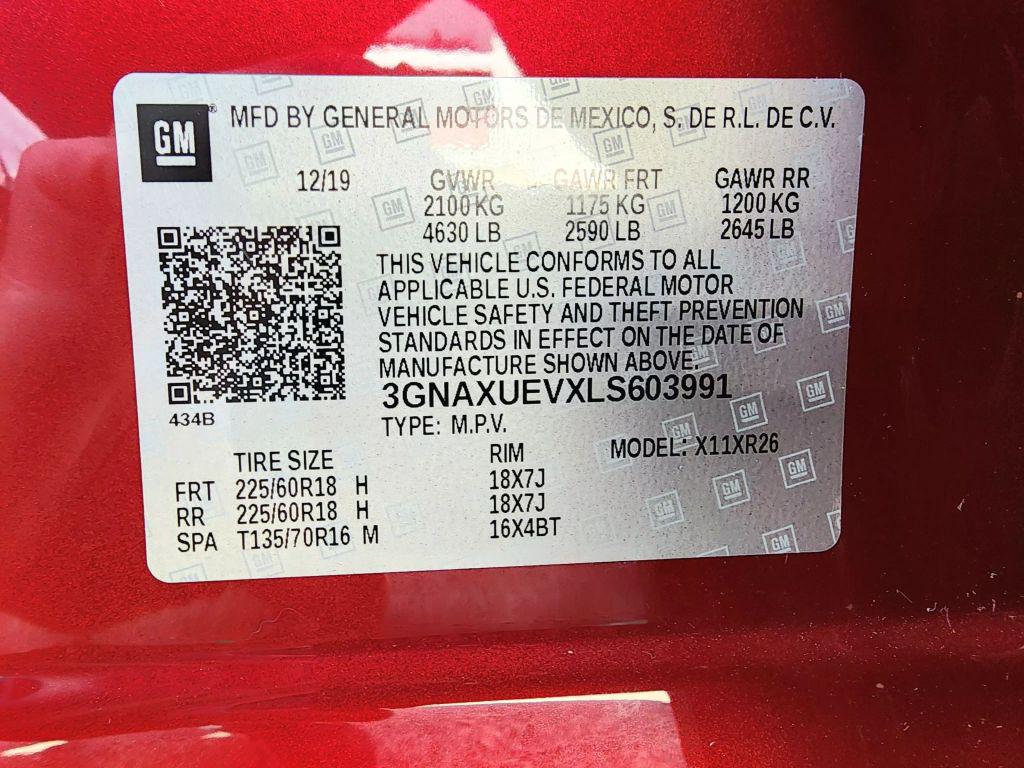 GM ® MFD BY GENERAL MOTORS DE MEXICO, S. DE R.L. DE C.V.
12/19 GVWR GAWR FRT GAWR RR
2100 KG 1175 KG 1200 KG
4630 LB 2590 LB 2645 LB
THIS VEHICLE CONFORMS TO ALL
APPLICABLE U.S. FEDERAL MOTOR
VEHICLE SAFETY AND THEFT PREVENTION
STANDARDS IN EFFECT ON THE DATE OF
MANUFACTURE SHOWN ABOVE.
3GNAXUEVXLS603991
434B
TYPE: M.P.V. MODEL: X11XR26
TIRE SIZE RIM
FRT 225/60R18 H 18X7J
RR 225/60R18 H 18X7J
SPA T135/70R16 M 16X4BT